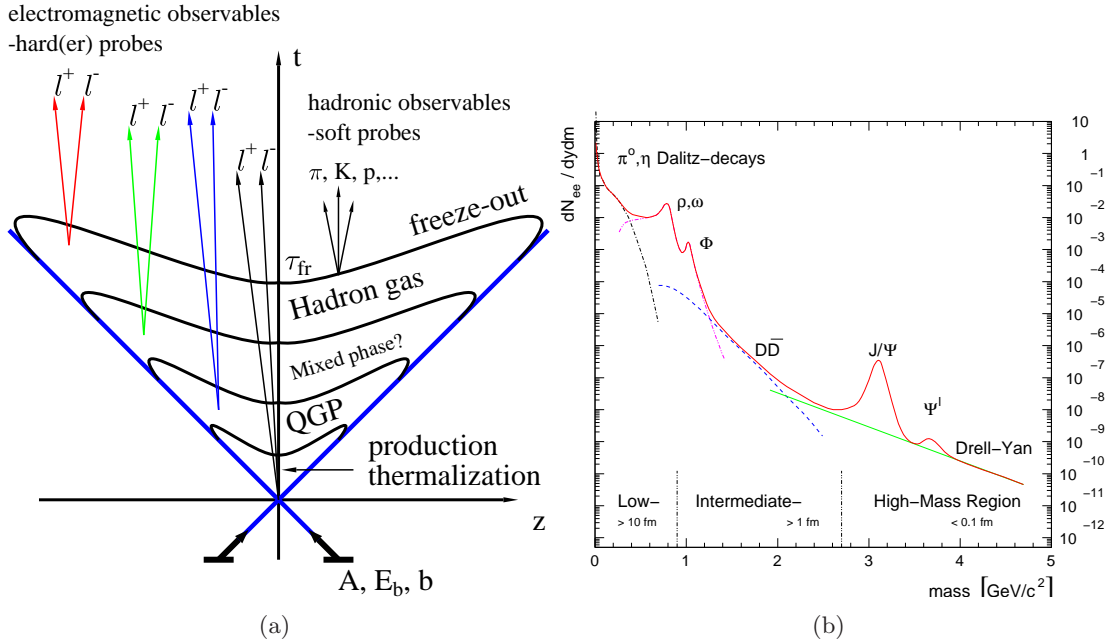 electromagnetic observables
-hard(er) probes
t
l+ l-
l+ l-
l+ l-
l+ l-
hadronic observables
-soft probes
π, K, p,...
freeze-out
τfr
Hadron gas
Mixed phase?
QGP
production
thermalization
z
A, Eb, b
(a)
dNee / dydm
π°,η Dalitz-decays
ρ,ω
Φ
DD̅
J/Ψ
Ψ|
Drell-Yan
Low-
> 10 fm
Intermediate-
> 1 fm
High-Mass Region
< 0.1 fm
10
1
10⁻¹
10⁻²
10⁻³
10⁻⁴
10⁻⁵
10⁻⁶
10⁻⁷
10⁻⁸
10⁻⁹
10⁻¹⁰
10⁻¹¹
10⁻¹²
0 1 2 3 4 5
mass [GeV/c²]
(b)